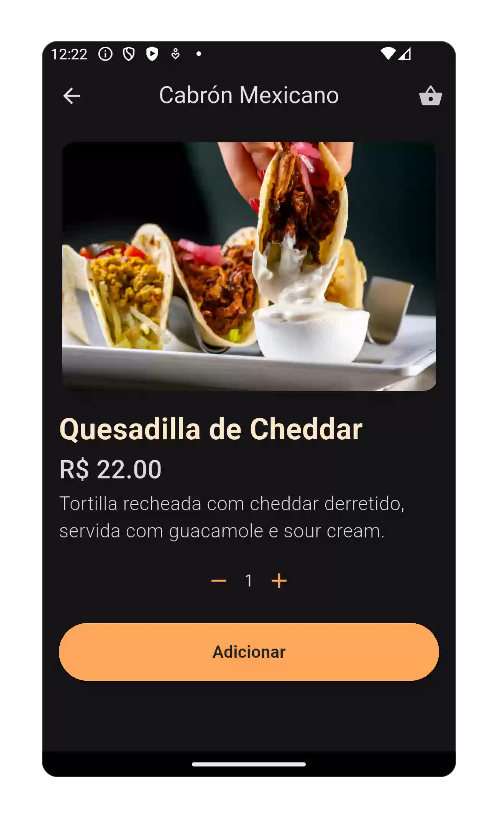 12:22
Cabrón Mexicano
Quesadilla de Cheddar
R$ 22.00
Tortilla recheada com cheddar derretido,
servida com guacamole e sour cream.
1
Adicionar